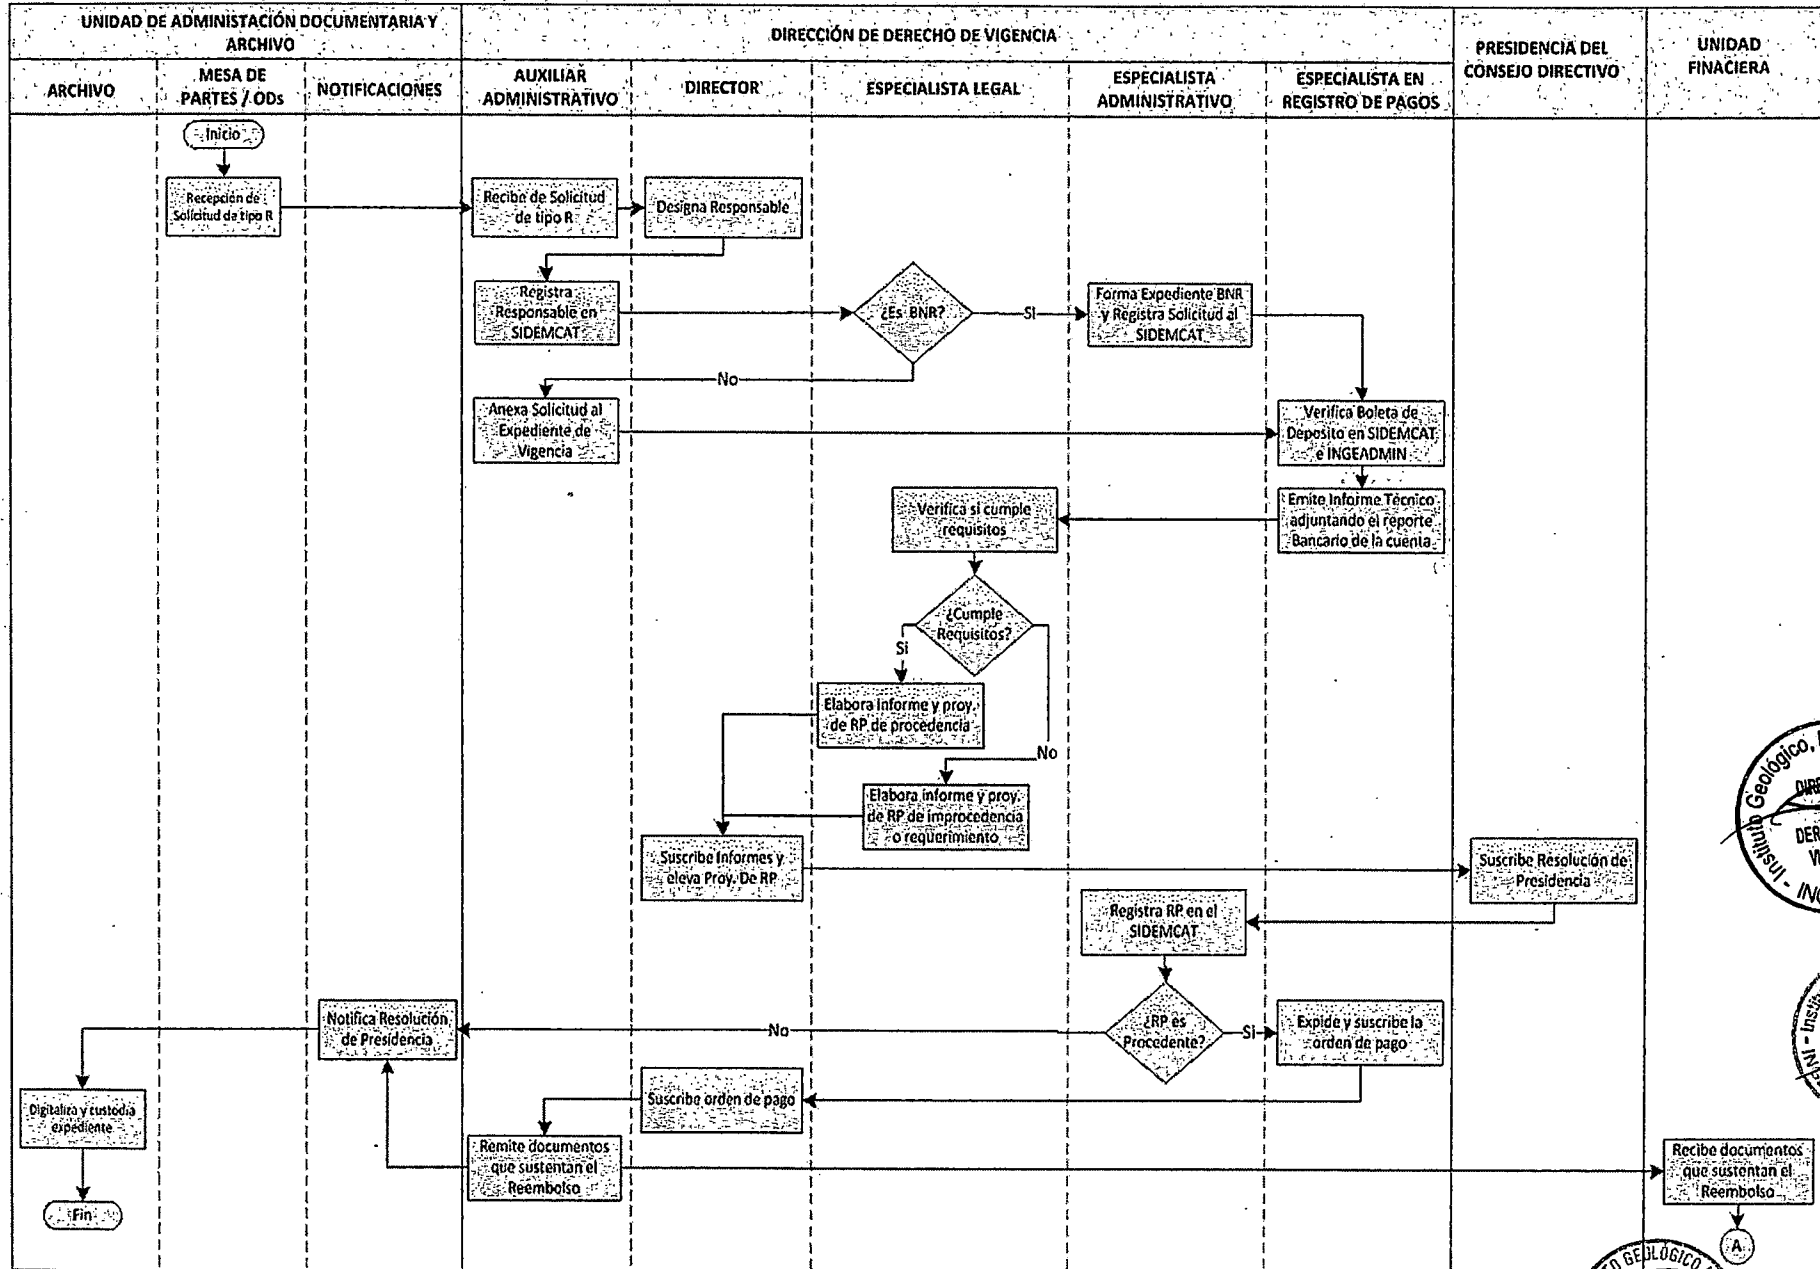 UNIDAD DE ADMINISTACIÓN DOCUMENTARIA Y
ARCHIVO
DIRECCIÓN DE DERECHO DE VIGENCIA
PRESIDENCIA DEL
CONSEJO DIRECTIVO
UNIDAD
FINACIERA
ARCHIVO
MESA DE
PARTES / ODs
NOTIFICACIONES
AUXILIAR
ADMINISTRATIVO
DIRECTOR
ESPECIALISTA LEGAL
ESPECIALISTA
ADMINISTRATIVO
ESPECIALISTA EN
REGISTRO DE PAGOS
Inicio
Recepción de
Solicitud de tipo R
Recibe de Solicitud
de tipo R
Designa Responsable
Registra
Responsable en
SIDEMCAT
¿Es BNR?
Si
Forma Expediente BNR
y Registra Solicitud al
SIDEMCAT
No
Anexa Solicitud al
Expediente de
Vigencia
Verifica Boleta de
Deposito en SIDEMCAT
e INGEADMIN
Emite Informe Técnico
adjuntando el reporte
Bancario de la cuenta
Verifica si cumple
requisitos
¿Cumple
Requisitos?
Si
Elabora informe y proy.
de RP de procedencia
No
Elabora informe y proy.
de RP de improcedencia
o requerimiento
Suscribe Informes y
eleva Proy. De RP
Suscribe Resolución de
Presidencia
Registra RP en el
SIDEMCAT
Notifica Resolución
de Presidencia
No
¿RP es
Procedente?
Si
Expide y suscribe la
orden de pago
Digitaliza y custodia
expediente
Suscribe orden de pago
Remite documentos
que sustentan el
Reembolso
Recibe documentos
que sustentan el
Reembolso
Fin
A
Instituto Geológico,
GEOLÓGICO